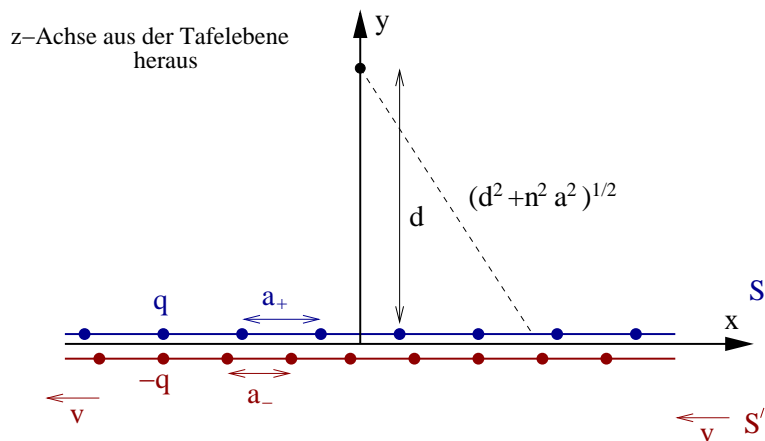 z–Achse aus der Tafelebene
heraus
y
(d² +n² a² )^1/2
d
q
a₊
S
x
–q
a₋
v
v
S′